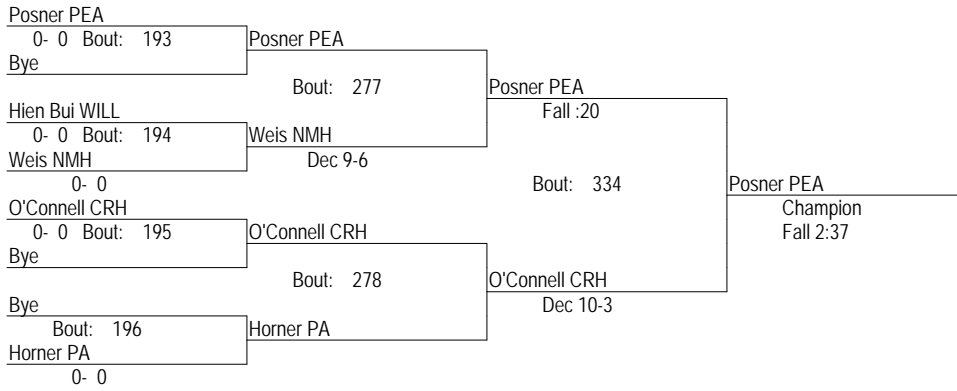 Posner PEA
0- 0 Bout: 193
Posner PEA
Bye
Bout: 277
Posner PEA
Hien Bui WILL
Fall :20
0- 0 Bout: 194
Weis NMH
Weis NMH
Dec 9-6
0- 0
Bout: 334
Posner PEA
O'Connell CRH
Champion
0- 0 Bout: 195
O'Connell CRH
Fall 2:37
Bye
Bout: 278
O'Connell CRH
Bye
Dec 10-3
Bout: 196
Horner PA
Horner PA
0- 0